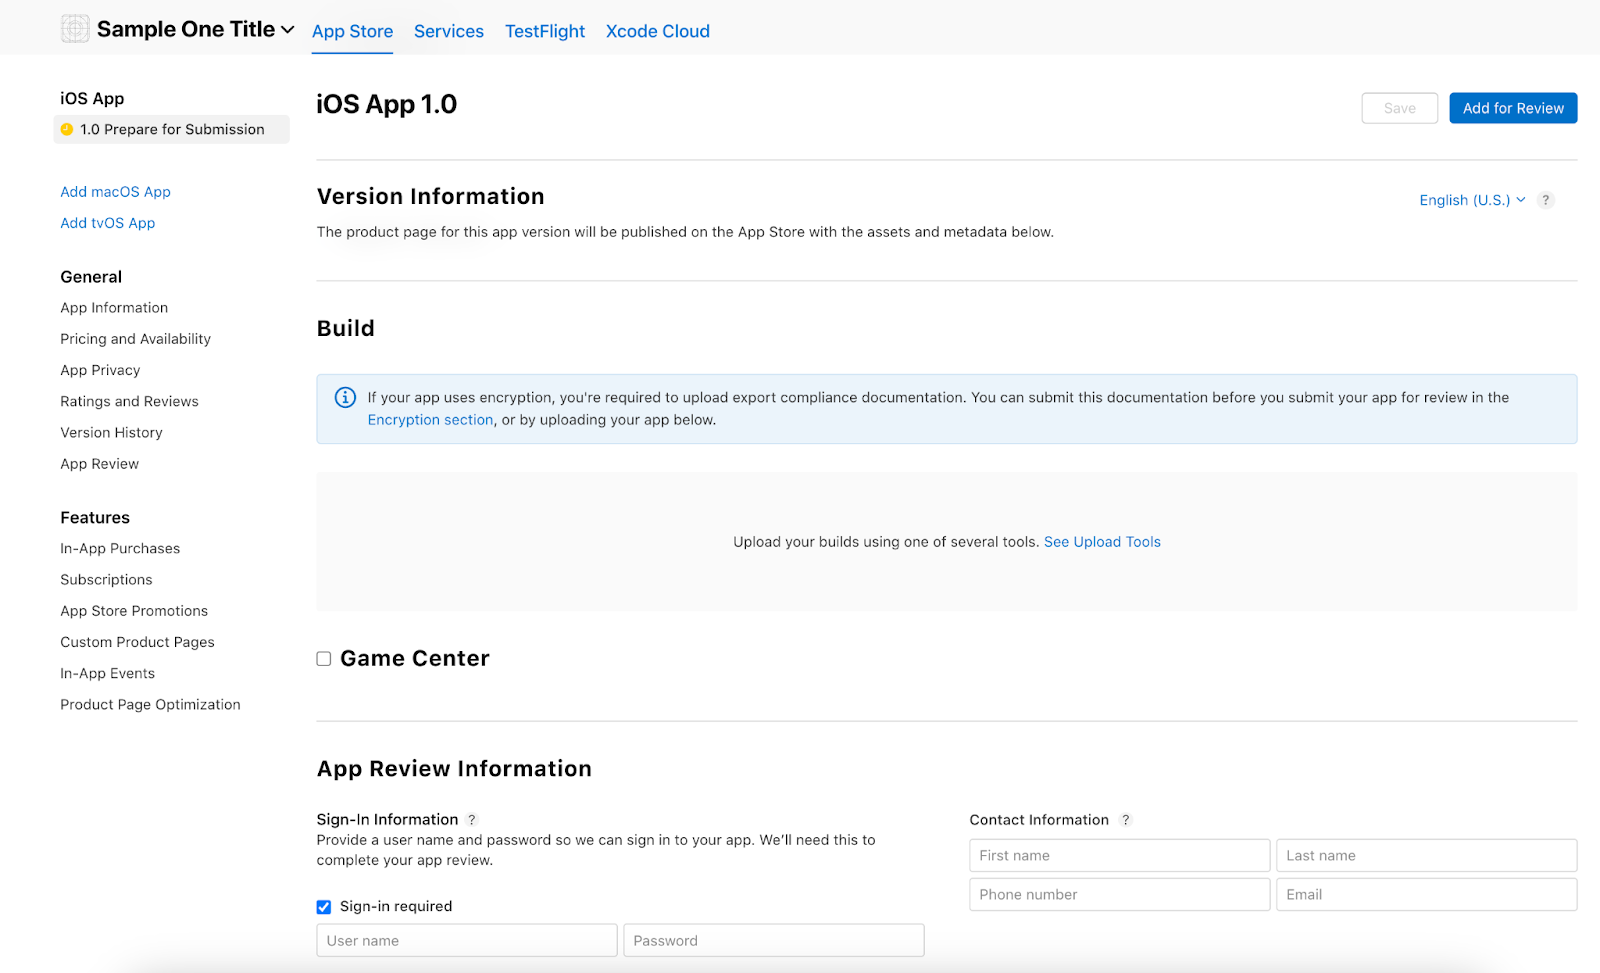 Sample One Title
App Store
Services
TestFlight
Xcode Cloud
iOS App
1.0 Prepare for Submission
Add macOS App
Add tvOS App
General
App Information
Pricing and Availability
App Privacy
Ratings and Reviews
Version History
App Review
Features
In-App Purchases
Subscriptions
App Store Promotions
Custom Product Pages
In-App Events
Product Page Optimization
iOS App 1.0
Save
Add for Review
Version Information
English (U.S.)
?
The product page for this app version will be published on the App Store with the assets and metadata below.
Build
If your app uses encryption, you're required to upload export compliance documentation. You can submit this documentation before you submit your app for review in the
Encryption section, or by uploading your app below.
Upload your builds using one of several tools. See Upload Tools
Game Center
App Review Information
Sign-In Information ?
Provide a user name and password so we can sign in to your app. We’ll need this to
complete your app review.
Sign-in required
User name
Password
Contact Information ?
First name
Last name
Phone number
Email